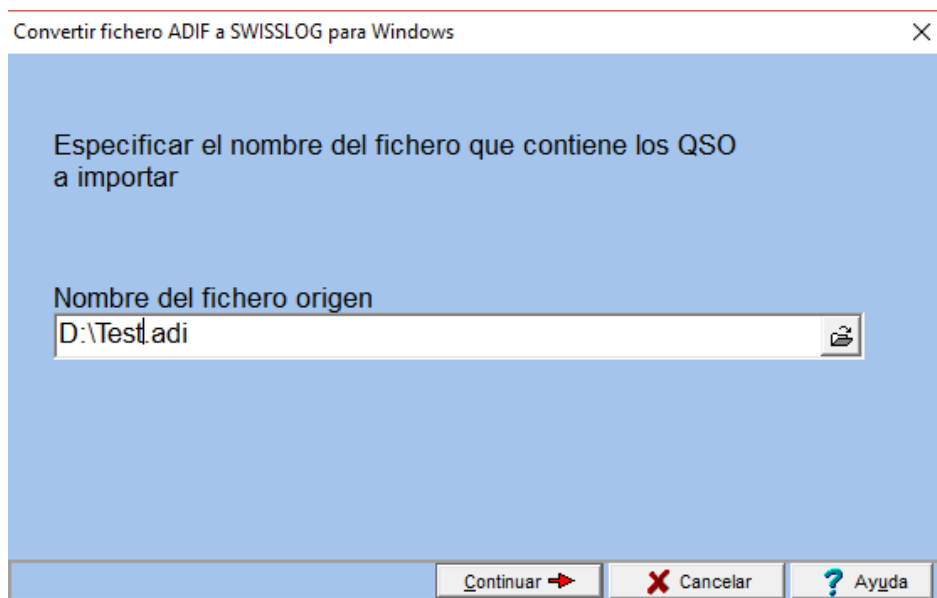 Convertir fichero ADIF a SWISSLOG para Windows
Especificar el nombre del fichero que contiene los QSO
a importar
Nombre del fichero origen
D:\Test.adi
Continuar
Cancelar
Ayuda